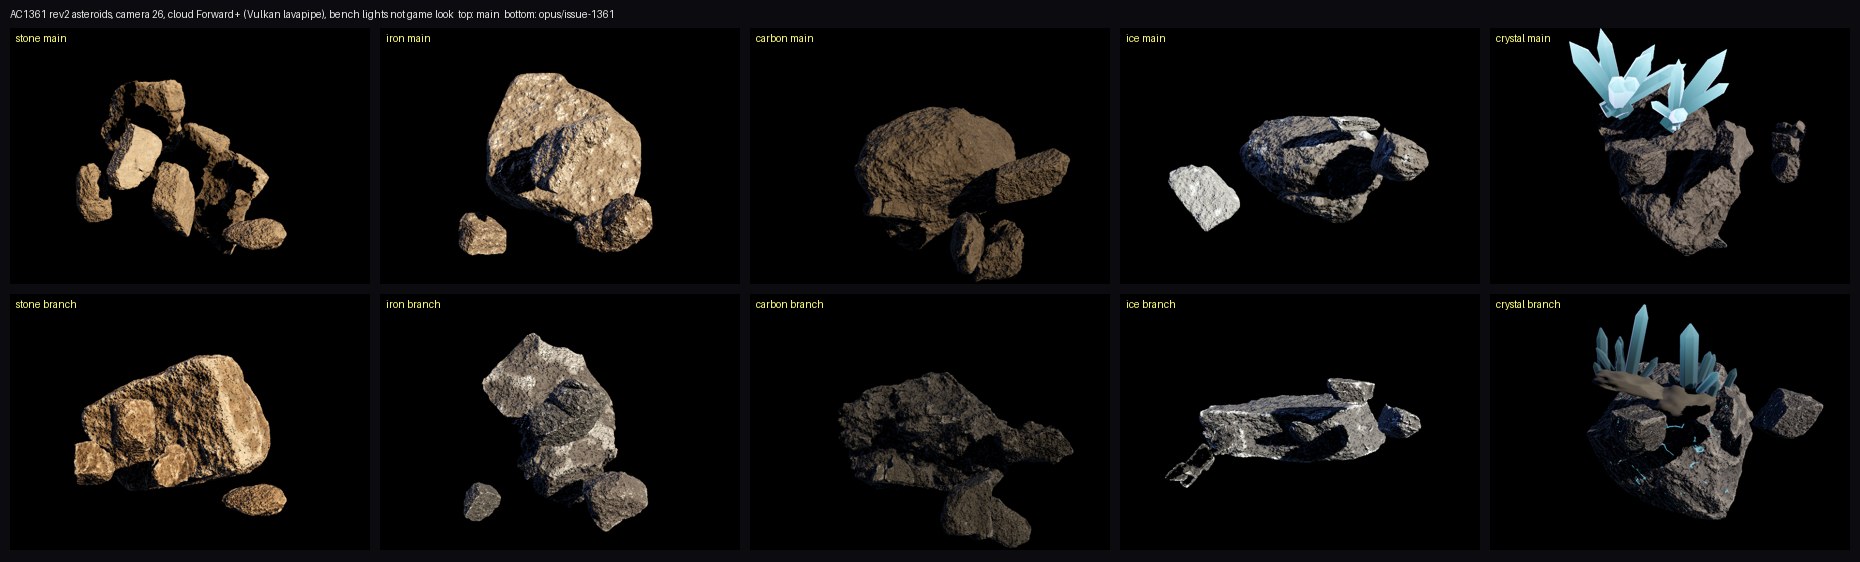 AC1361 rev2 asteroids, camera 26, cloud Forward+ (Vulkan lavapipe), bench lights not game look  top: main  bottom: opus/issue-1361
stone main
iron main
carbon main
ice main
crystal main
stone branch
iron branch
carbon branch
ice branch
crystal branch